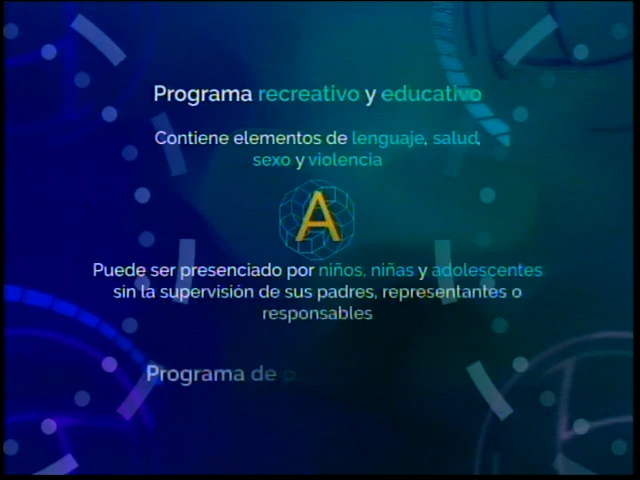 Programa recreativo y educativo
Contiene elementos de lenguaje, salud,
sexo y violencia
A
Puede ser presenciado por niños, niñas y adolescentes
sin la supervisión de sus padres, representantes o
responsables
Programa de p